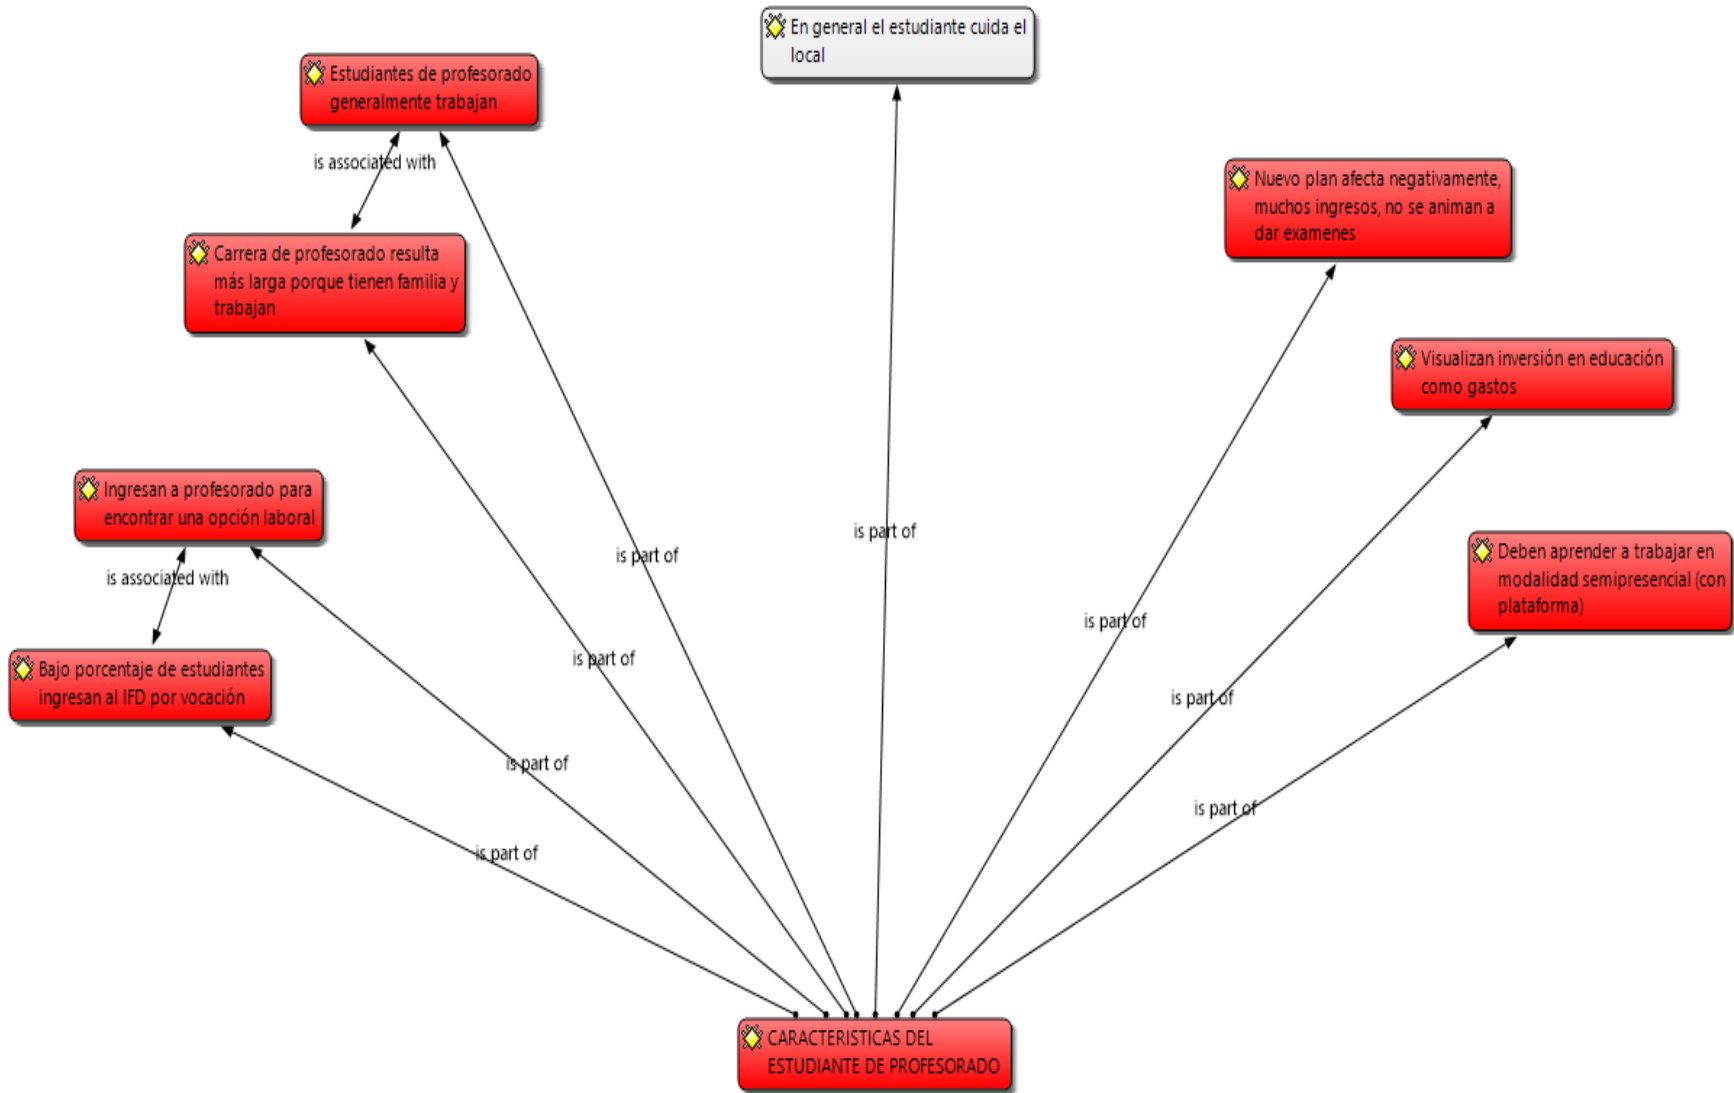 En general el estudiante cuida el
local
Estudiantes de profesorado
generalmente trabajan
is associated with
Carrera de profesorado resulta
más larga porque tienen familia y
trabajan
Nuevo plan afecta negativamente,
muchos ingresos, no se animan a
dar examenes
Visualizan inversión en educación
como gastos
Ingresan a profesorado para
encontrar una opción laboral
is associated with
Bajo porcentaje de estudiantes
ingresan al IFD por vocación
Deben aprender a trabajar en
modalidad semipresencial (con
plataforma)
is part of
is part of
is part of
is part of
is part of
is part of
is part of
is part of
CARACTERISTICAS DEL
ESTUDIANTE DE PROFESORADO